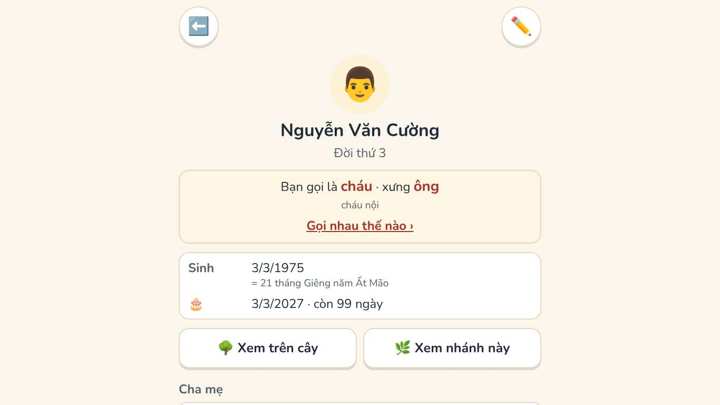 Nguyễn Văn Cường
Đời thứ 3
Bạn gọi là cháu · xưng ông
cháu nội
Gọi nhau thế nào ›
Sinh 3/3/1975
= 21 tháng Giêng năm Ất Mão
3/3/2027 · còn 99 ngày
Xem trên cây
Xem nhánh này
Cha mẹ